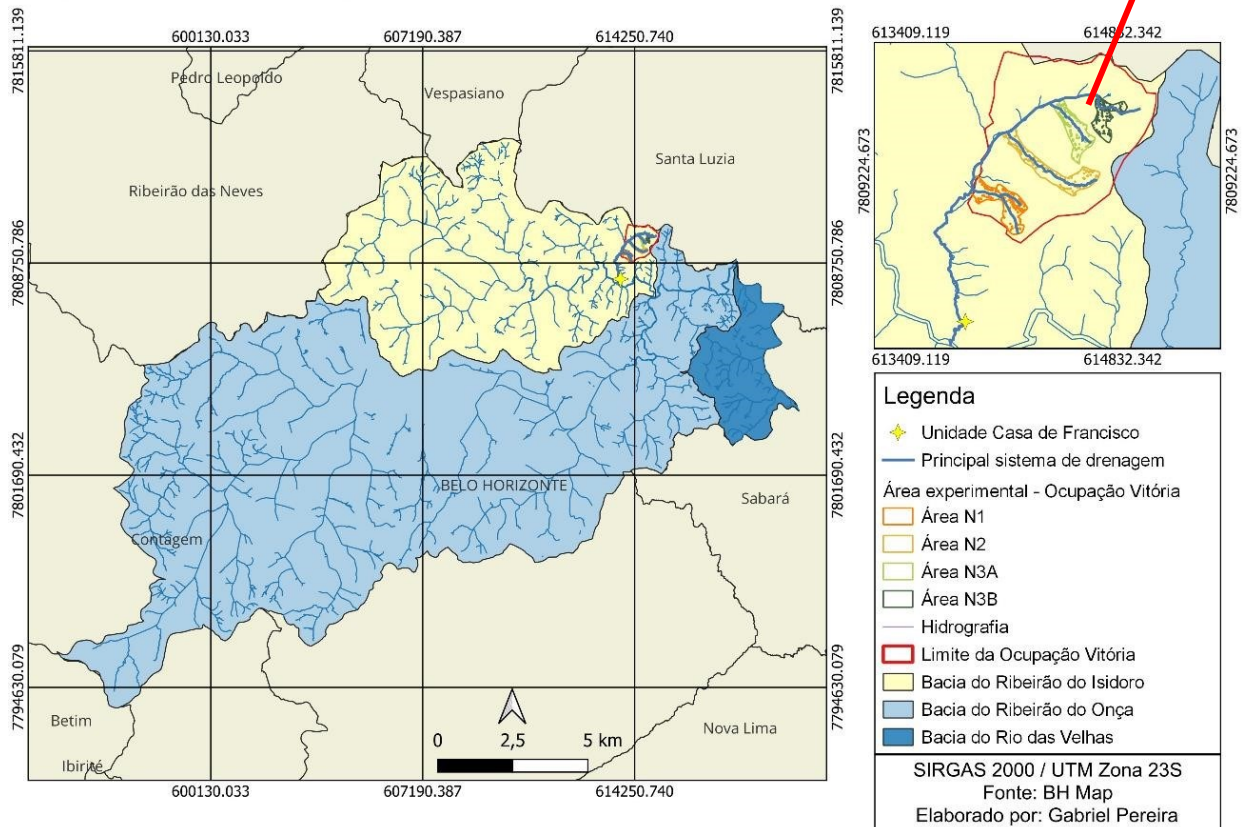 600130.033
607190.387
614250.740
7815811.139
7815811.139
Pedro Leopoldo
Vespasiano
Santa Luzia
Ribeirão das Neves
7808750.786
7808750.786
7801690.432
7801690.432
BELO HORIZONTE
Sabará
Contagem
7794630.079
7794630.079
Betim
Nova Lima
Ibirité
0 2,5 5 km
600130.033
607190.387
614250.740
613409.119
614832.342
7809224.673
7809224.673
613409.119
614832.342
Legenda
Unidade Casa de Francisco
Principal sistema de drenagem
Área experimental - Ocupação Vitória
Área N1
Área N2
Área N3A
Área N3B
Hidrografia
Limite da Ocupação Vitória
Bacia do Ribeirão do Isidoro
Bacia do Ribeirão do Onça
Bacia do Rio das Velhas
SIRGAS 2000 / UTM Zona 23S
Fonte: BH Map
Elaborado por: Gabriel Pereira